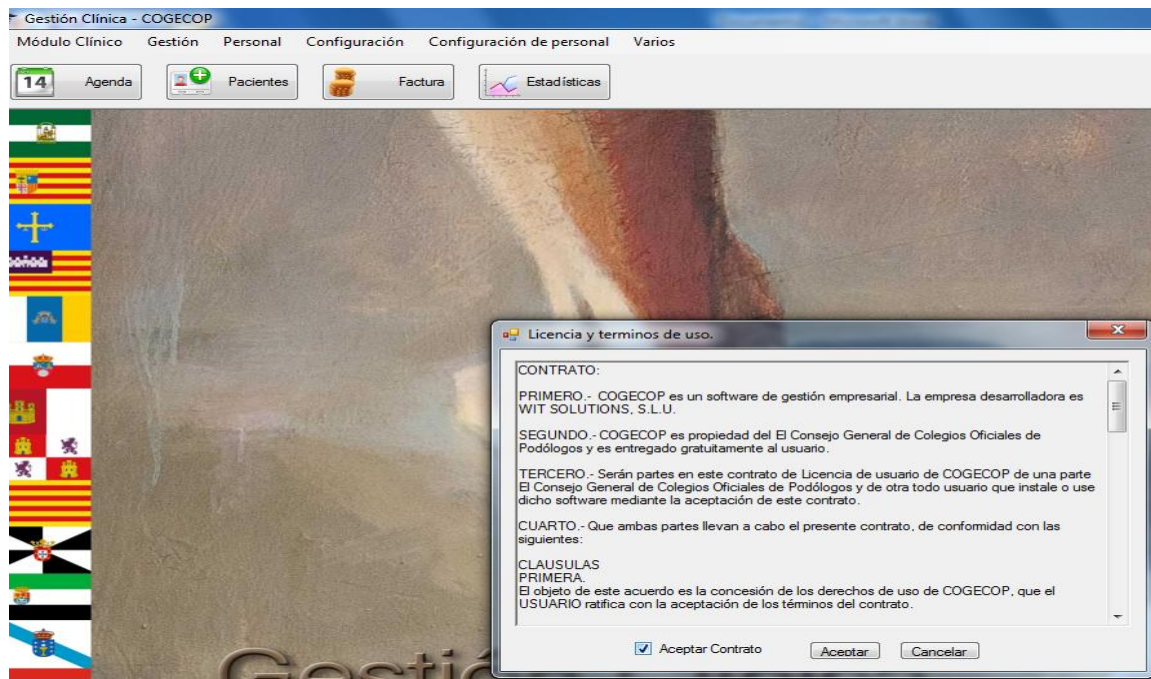 Gestión Clínica - COGECOP
Módulo Clínico Gestión Personal Configuración Configuración de personal Varios
14 Agenda Pacientes Factura Estadísticas
Licencia y terminos de uso.
CONTRATO:
PRIMERO.- COGECOP es un software de gestión empresarial. La empresa desarrolladora es
WIT SOLUTIONS, S.L.U.
SEGUNDO.- COGECOP es propiedad del El Consejo General de Colegios Oficiales de
Podólogos y es entregado gratuitamente al usuario.
TERCERO.- Serán partes en este contrato de Licencia de usuario de COGECOP de una parte
El Consejo General de Colegios Oficiales de Podólogos y de otra todo usuario que instale o use
dicho software mediante la aceptación de este contrato.
CUARTO.- Que ambas partes llevan a cabo el presente contrato, de conformidad con las
siguientes:
CLAUSULAS
PRIMERA.
El objeto de este acuerdo es la concesión de los derechos de uso de COGECOP, que el
USUARIO ratifica con la aceptación de los términos del contrato.
Aceptar Contrato Aceptar Cancelar